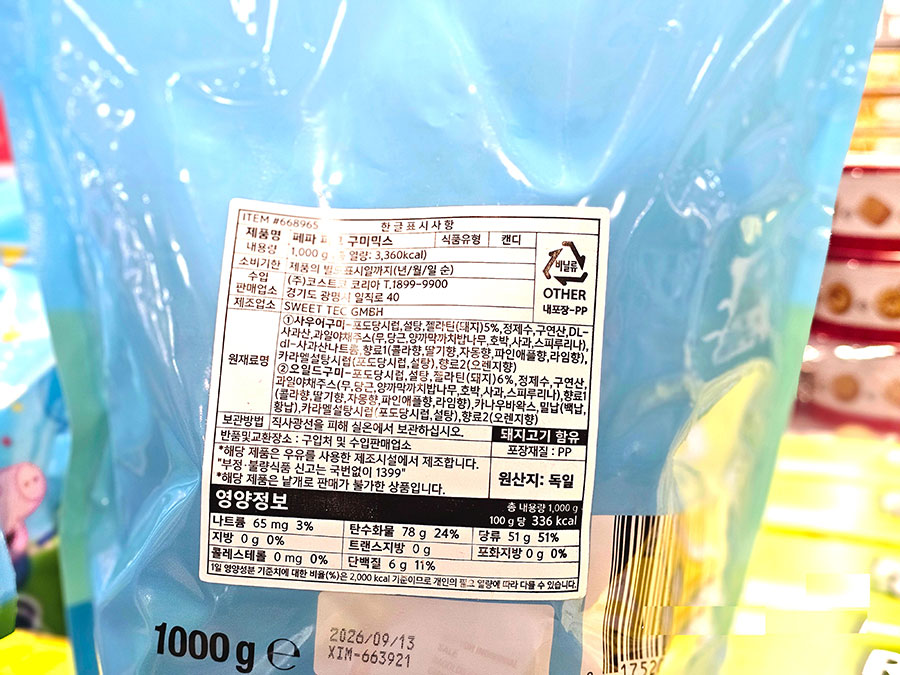 ITEM #668965
한글표시사항
제품명 페파 구미믹스 식품유형 캔디
내용량 1,000 g 열량: 3,360kcal)
소비기한 제품의 별도표시일까지(년/월/일 순)
수입 판매업소 (주)코스트코 코리아 T.1899-9900
경기도 광명시 일직로 40
제조업소 SWEET TEC GMBH
비닐류
OTHER
내포장-PP
원재료명
①사우어구미-포도당시럽,설탕,젤라틴(돼지)5%,정제수,구연산,DL-
사과산,과일야채주스(무,당근,양까막까치밥나무,호박,사과,스피루리나),
dl-사과산나트륨,향료1(콜라향,딸기향,자몽향,파인애플향,라임향),
카라멜설탕시럽(포도당시럽,설탕),향료2(오렌지향)
②오일드구미-포도당시럽,설탕,젤라틴(돼지)6%,정제수,구연산,
과일야채주스(무,당근,양까막까치밥나무,호박,사과,스피루리나),향료1
(콜라향,딸기향,자몽향,파인애플향,라임향),카나우바왁스,밀납(백납,
황납),카라멜설탕시럽(포도당시럽,설탕),향료2(오렌지향)
보관방법 직사광선을 피해 실온에서 보관하십시오.
돼지고기 함유
반품및교환장소 : 구입처 및 수입판매업소
포장재질 : PP
*해당 제품은 우유를 사용한 제조시설에서 제조합니다.
"부정·불량식품 신고는 국번없이 1399"
*해당 제품은 낱개로 판매가 불가한 상품입니다.
원산지: 독일
영양정보
총 내용량 1,000 g
100 g 당 336 kcal
나트륨 65 mg 3% 탄수화물 78 g 24% 당류 51 g 51%
지방 0 g 0% 트랜스지방 0 g 포화지방 0 g 0%
콜레스테롤 0 mg 0% 단백질 6 g 11%
1일 영양성분 기준치에 대한 비율(%)은 2,000 kcal 기준이므로 개인의 필요 열량에 따라 다를 수 있습니다.
1000 g e
2026/09/13
XIM-663921